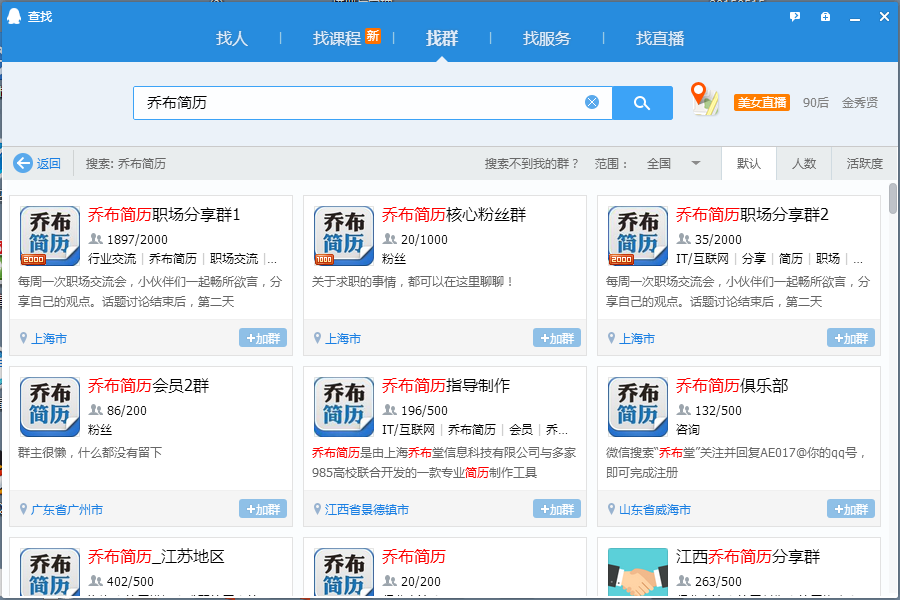 查找
找人 | 找课程 新 | 找群 | 找服务 | 找直播
乔布简历
美女直播 90后 金秀贤
返回 搜索: 乔布简历 搜索不到我的群？ 范围： 全国 默认 人数 活跃度
乔布简历
2000
乔布简历职场分享群1
1897/2000
行业交流 | 乔布简历 | 职场交流 |...
每周一次职场交流会，小伙伴们一起畅所欲言，分
享自己的观点。话题讨论结束后，第二天
上海市 +加群
乔布简历
1000
乔布简历核心粉丝群
20/1000
粉丝
关于求职的事情，都可以在这里聊聊！
上海市 +加群
乔布简历
2000
乔布简历职场分享群2
35/2000
IT/互联网 | 分享 | 简历 | 职场 | ...
每周一次职场交流会，小伙伴们一起畅所欲言，分
享自己的观点。话题讨论结束后，第二天
上海市 +加群
乔布简历
乔布简历会员2群
86/200
粉丝
群主很懒，什么都没有留下
广东省广州市 +加群
乔布简历
乔布简历指导制作
196/500
IT/互联网 | 乔布简历 | 会员 | 乔...
乔布简历是由上海乔布堂信息科技有限公司与多家
985高校联合开发的一款专业简历制作工具
江西省景德镇市 +加群
乔布简历
乔布简历俱乐部
132/500
咨询
微信搜索“乔布堂”关注并回复AE017@你的qq号，
即可完成注册
山东省威海市 +加群
乔布简历
乔布简历_江苏地区
402/500
乔布简历
乔布简历
20/200
江西乔布简历分享群
263/500